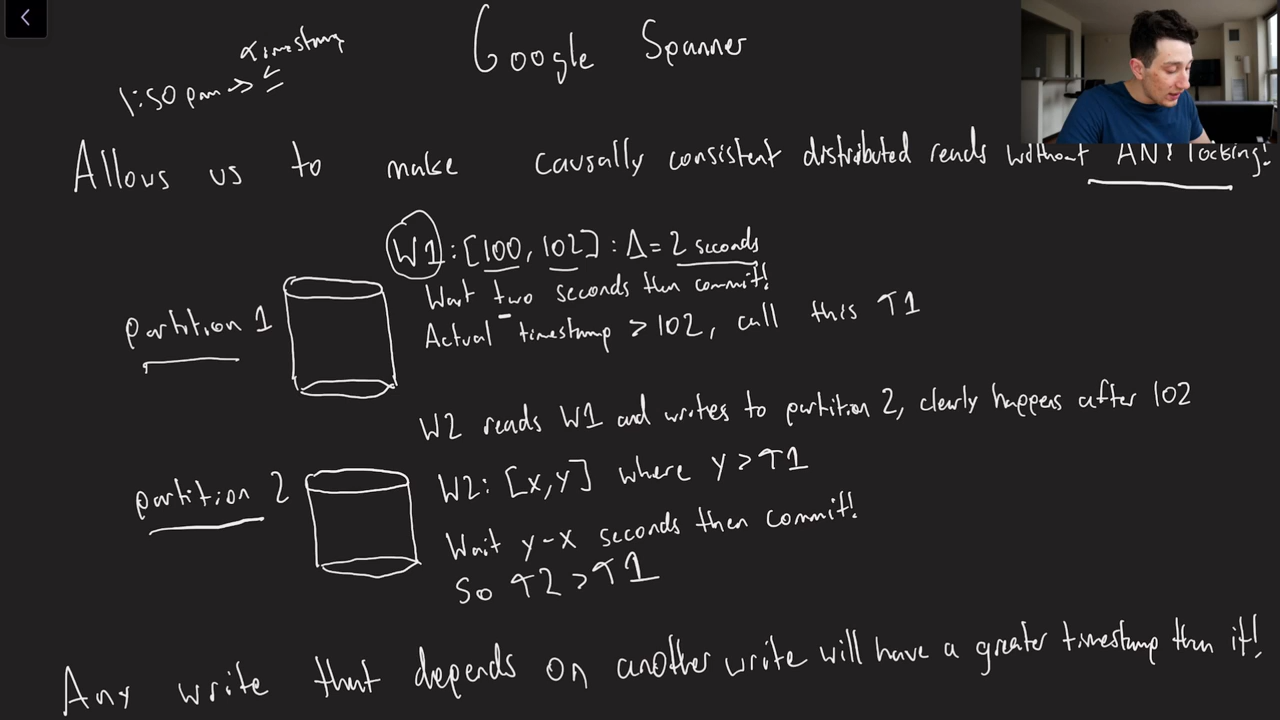 Google Spanner
timestamp
1:50 pm → ≤
Allows us to make causally consistent distributed reads without ANY locking!
W1: [100, 102] : Δ = 2 seconds
Wait two seconds then commit!
partition 1
Actual timestamp > 102, call this T1
W2 reads W1 and writes to partition 2, clearly happens after 102
partition 2
W2: [x,y] where y > T1
Wait y-x seconds then commit!
So T2 > T1
Any write that depends on another write will have a greater timestamp than it!